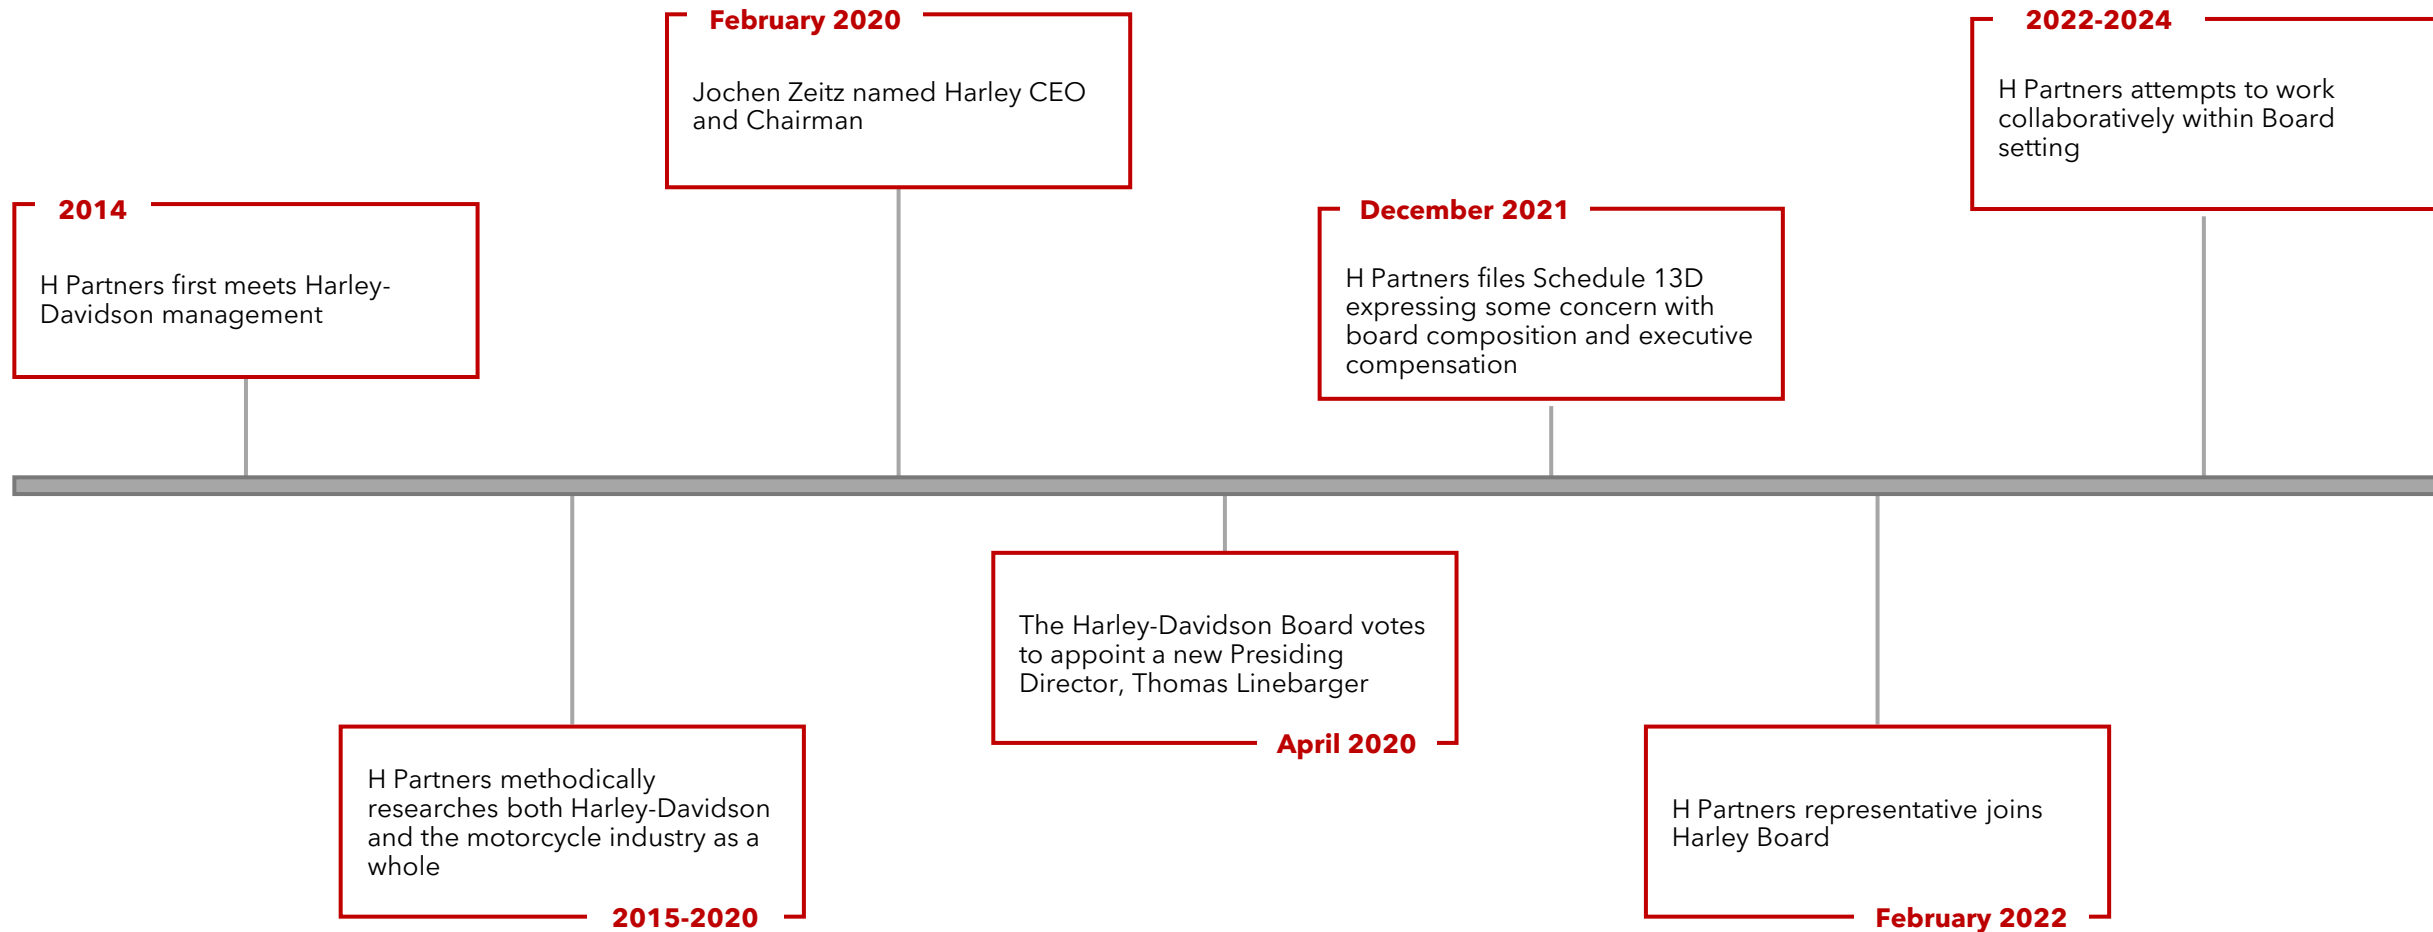 2014
H Partners first meets Harley-
Davidson management
H Partners methodically
researches both Harley-Davidson
and the motorcycle industry as a
whole
2015-2020
February 2020
Jochen Zeitz named Harley CEO
and Chairman
The Harley-Davidson Board votes
to appoint a new Presiding
Director, Thomas Linebarger
April 2020
December 2021
H Partners files Schedule 13D
expressing some concern with
board composition and executive
compensation
H Partners representative joins
Harley Board
February 2022
2022-2024
H Partners attempts to work
collaboratively within Board
setting